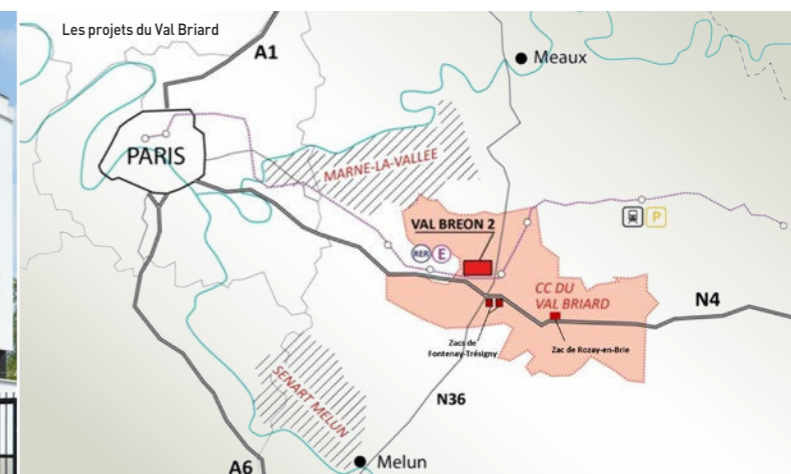 Les projets du Val Briard
A1
Meaux
PARIS
MARNE-LA-VALLEE
VAL BREON 2
RER E
P
CC DU
VAL BRIARD
N4
Zacs de
Fontenay-Trésigny
Zac de Rozay-en-Brie
SENART MELUN
N36
Melun
A6